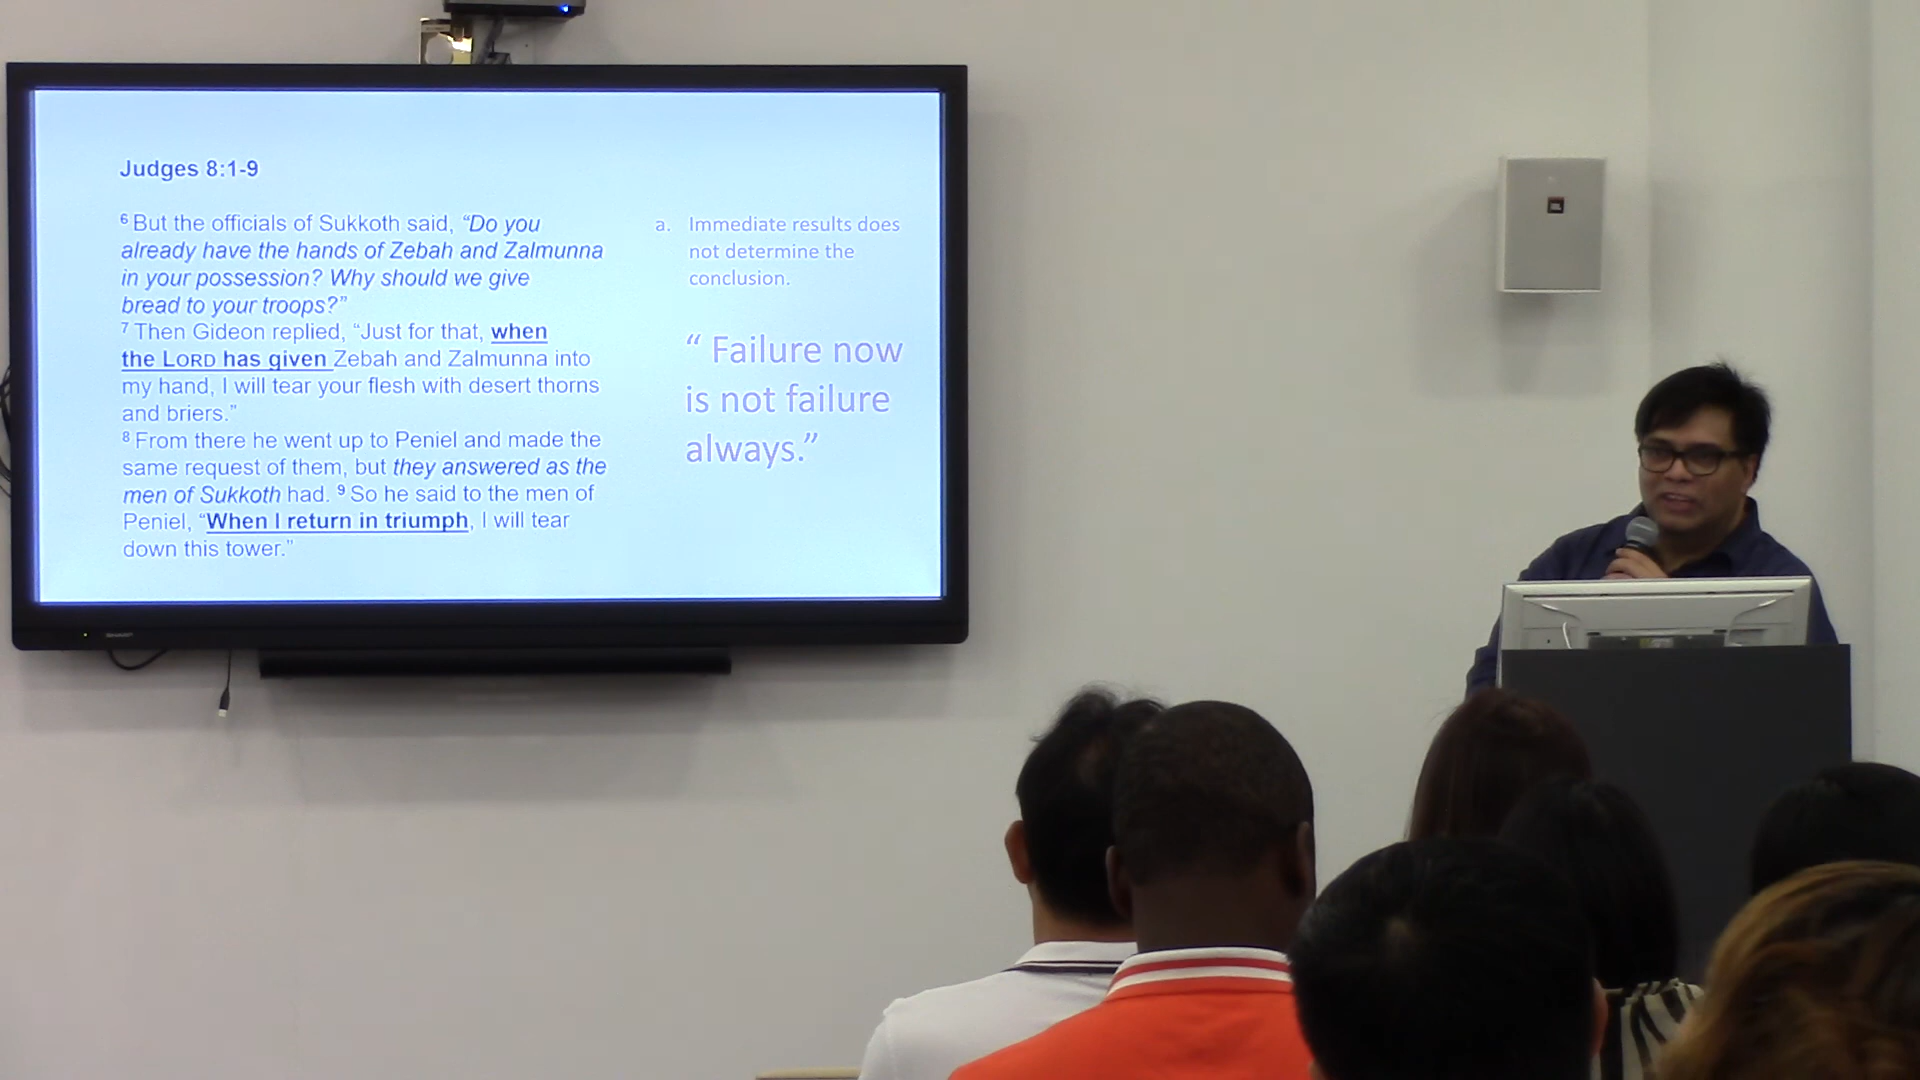 Judges 8:1-9
6 But the officials of Sukkoth said, “Do you
already have the hands of Zebah and Zalmunna
in your possession? Why should we give
bread to your troops?”
7 Then Gideon replied, “Just for that, when
the LORD has given Zebah and Zalmunna into
my hand, I will tear your flesh with desert thorns
and briers.”
8 From there he went up to Peniel and made the
same request of them, but they answered as the
men of Sukkoth had. 9 So he said to the men of
Peniel, “When I return in triumph, I will tear
down this tower.”
a. Immediate results does
not determine the
conclusion.
“ Failure now
is not failure
always.”
SHARP